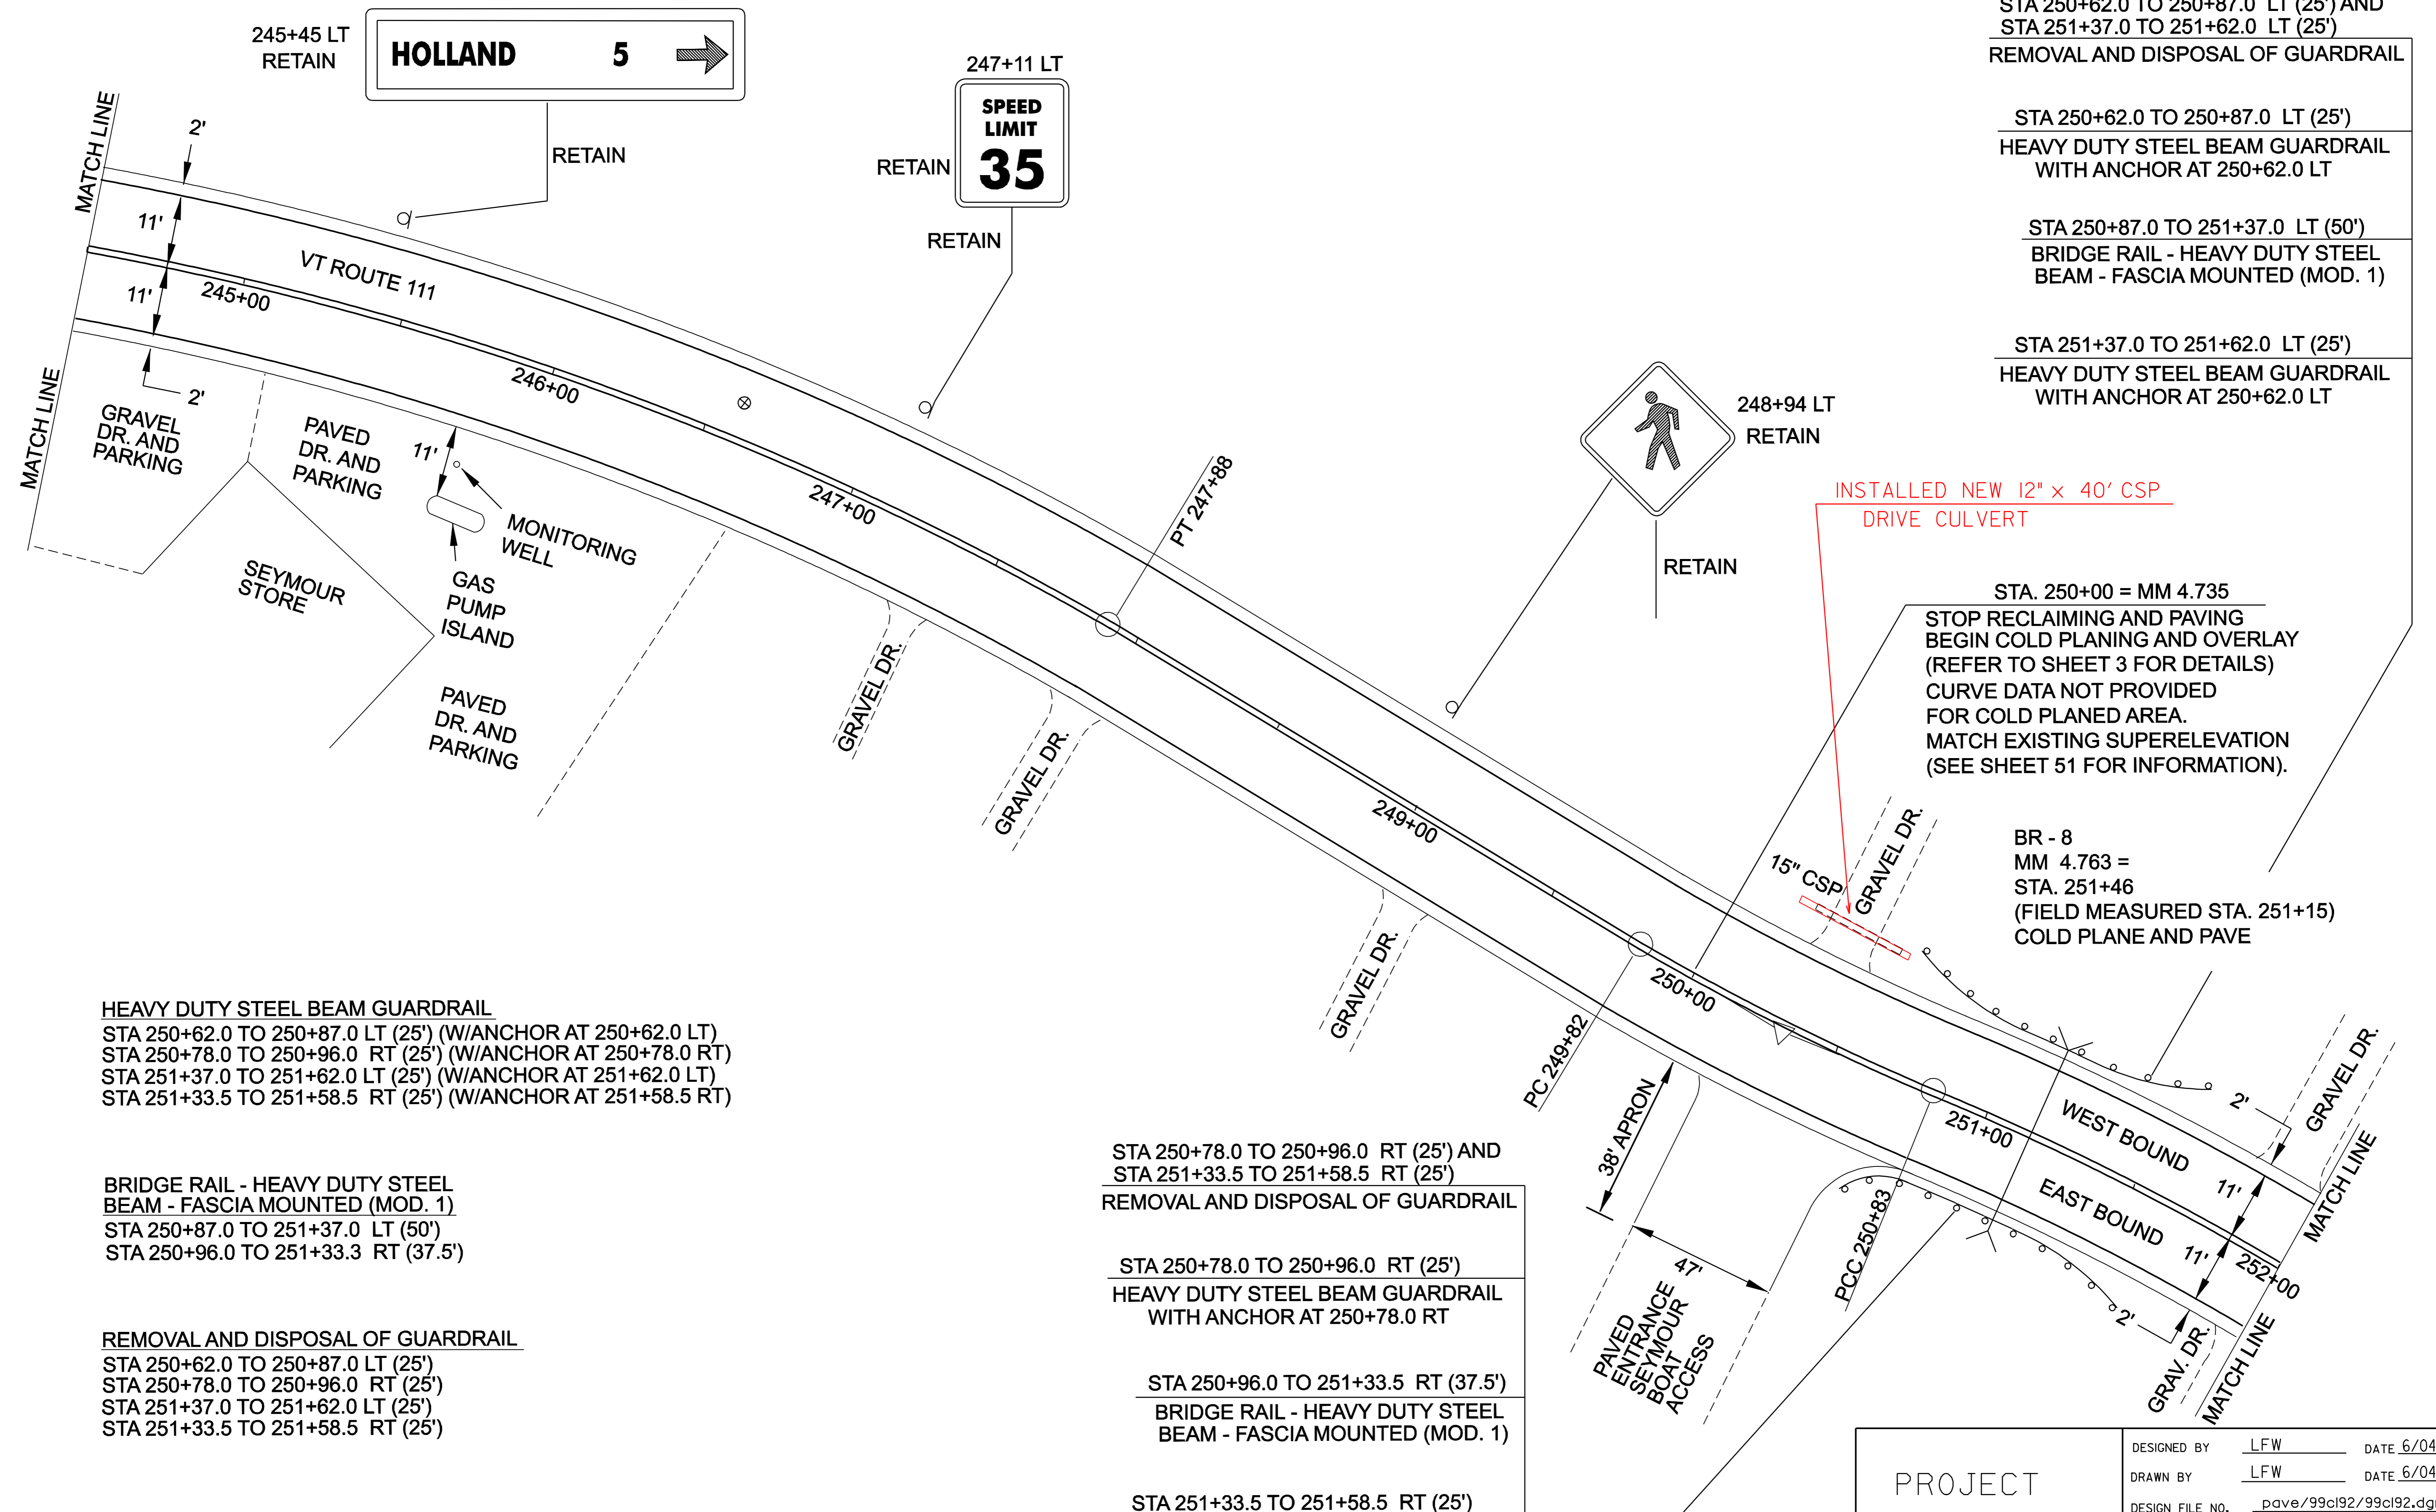 245+45 LT
RETAIN
HOLLAND 5
RETAIN
247+11 LT
SPEED
LIMIT
35
RETAIN
RETAIN
STA 250+62.0 TO 250+87.0 LT (25') AND
STA 251+37.0 TO 251+62.0 LT (25')
REMOVAL AND DISPOSAL OF GUARDRAIL
STA 250+62.0 TO 250+87.0 LT (25')
HEAVY DUTY STEEL BEAM GUARDRAIL
WITH ANCHOR AT 250+62.0 LT
STA 250+87.0 TO 251+37.0 LT (50')
BRIDGE RAIL - HEAVY DUTY STEEL
BEAM - FASCIA MOUNTED (MOD. 1)
STA 251+37.0 TO 251+62.0 LT (25')
HEAVY DUTY STEEL BEAM GUARDRAIL
WITH ANCHOR AT 250+62.0 LT
MATCH LINE
2'
11'
11'
2'
VT ROUTE 111
245+00
246+00
247+00
MATCH LINE
GRAVEL
DR. AND
PARKING
PAVED
DR. AND
PARKING
11'
MONITORING
WELL
SEYMOUR
STORE
GAS
PUMP
ISLAND
PAVED
DR. AND
PARKING
PT 247+88
248+94 LT
RETAIN
RETAIN
INSTALLED NEW 12" x 40' CSP
DRIVE CULVERT
STA. 250+00 = MM 4.735
STOP RECLAIMING AND PAVING
BEGIN COLD PLANING AND OVERLAY
(REFER TO SHEET 3 FOR DETAILS)
CURVE DATA NOT PROVIDED
FOR COLD PLANED AREA.
MATCH EXISTING SUPERELEVATION
(SEE SHEET 51 FOR INFORMATION).
GRAVEL DR.
GRAVEL DR.
249+00
GRAVEL DR.
15" CSP
GRAVEL DR.
BR - 8
MM 4.763 =
STA. 251+46
(FIELD MEASURED STA. 251+15)
COLD PLANE AND PAVE
250+00
PC 249+82
38' APRON
47'
PAVED
ENTRANCE
SEYMOUR
BOAT
ACCESS
PCC 250+83
251+00
WEST BOUND
EAST BOUND
2'
11'
11'
2'
252+00
GRAVEL DR.
MATCH LINE
GRAV. DR.
MATCH LINE
HEAVY DUTY STEEL BEAM GUARDRAIL
STA 250+62.0 TO 250+87.0 LT (25') (W/ANCHOR AT 250+62.0 LT)
STA 250+78.0 TO 250+96.0 RT (25') (W/ANCHOR AT 250+78.0 RT)
STA 251+37.0 TO 251+62.0 LT (25') (W/ANCHOR AT 251+62.0 LT)
STA 251+33.5 TO 251+58.5 RT (25') (W/ANCHOR AT 251+58.5 RT)
BRIDGE RAIL - HEAVY DUTY STEEL
BEAM - FASCIA MOUNTED (MOD. 1)
STA 250+87.0 TO 251+37.0 LT (50')
STA 250+96.0 TO 251+33.3 RT (37.5')
REMOVAL AND DISPOSAL OF GUARDRAIL
STA 250+62.0 TO 250+87.0 LT (25')
STA 250+78.0 TO 250+96.0 RT (25')
STA 251+37.0 TO 251+62.0 LT (25')
STA 251+33.5 TO 251+58.5 RT (25')
STA 250+78.0 TO 250+96.0 RT (25') AND
STA 251+33.5 TO 251+58.5 RT (25')
REMOVAL AND DISPOSAL OF GUARDRAIL
STA 250+78.0 TO 250+96.0 RT (25')
HEAVY DUTY STEEL BEAM GUARDRAIL
WITH ANCHOR AT 250+78.0 RT
STA 250+96.0 TO 251+33.5 RT (37.5')
BRIDGE RAIL - HEAVY DUTY STEEL
BEAM - FASCIA MOUNTED (MOD. 1)
STA 251+33.5 TO 251+58.5 RT (25')
PROJECT
DESIGNED BY LFW DATE 6/04
DRAWN BY LFW DATE 6/04
DESIGN FILE NO. pave/99c192/99c192.dg